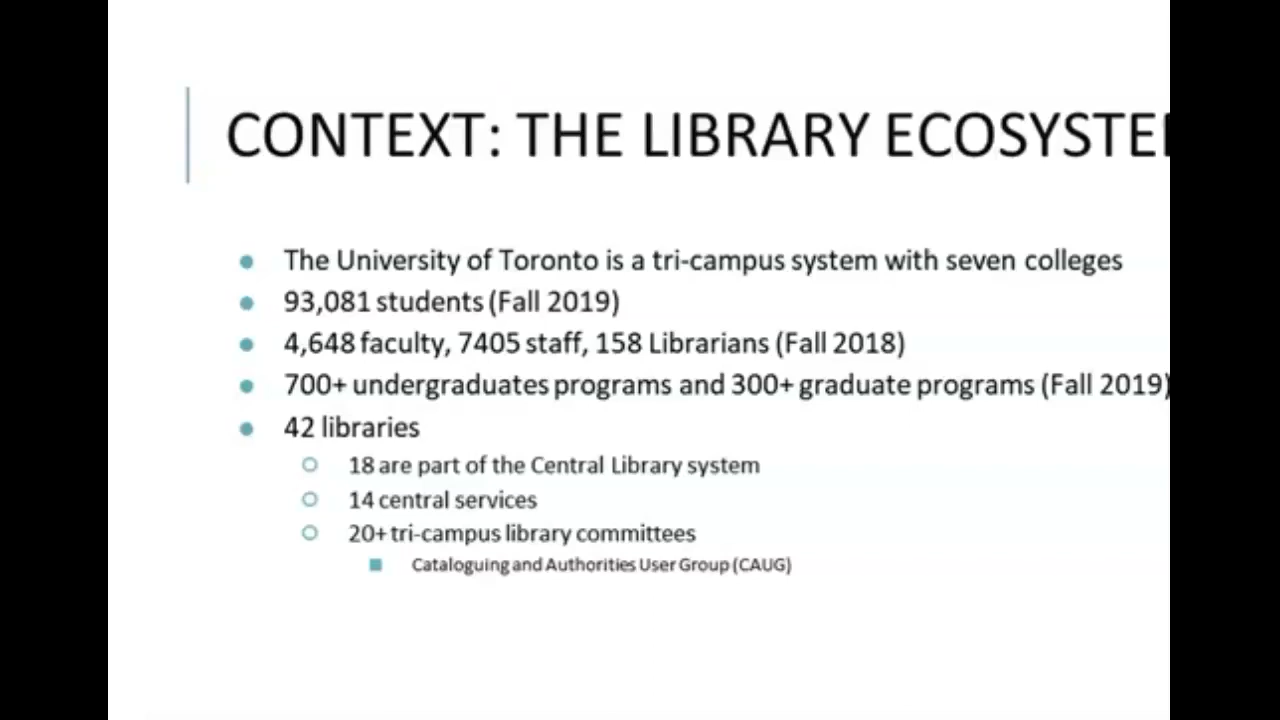 CONTEXT: THE LIBRARY ECOSYSTE
The University of Toronto is a tri-campus system with seven colleges
93,081 students (Fall 2019)
4,648 faculty, 7405 staff, 158 Librarians (Fall 2018)
700+ undergraduates programs and 300+ graduate programs (Fall 2019)
42 libraries
18 are part of the Central Library system
14 central services
20+ tri-campus library committees
Cataloguing and Authorities User Group (CAUG)